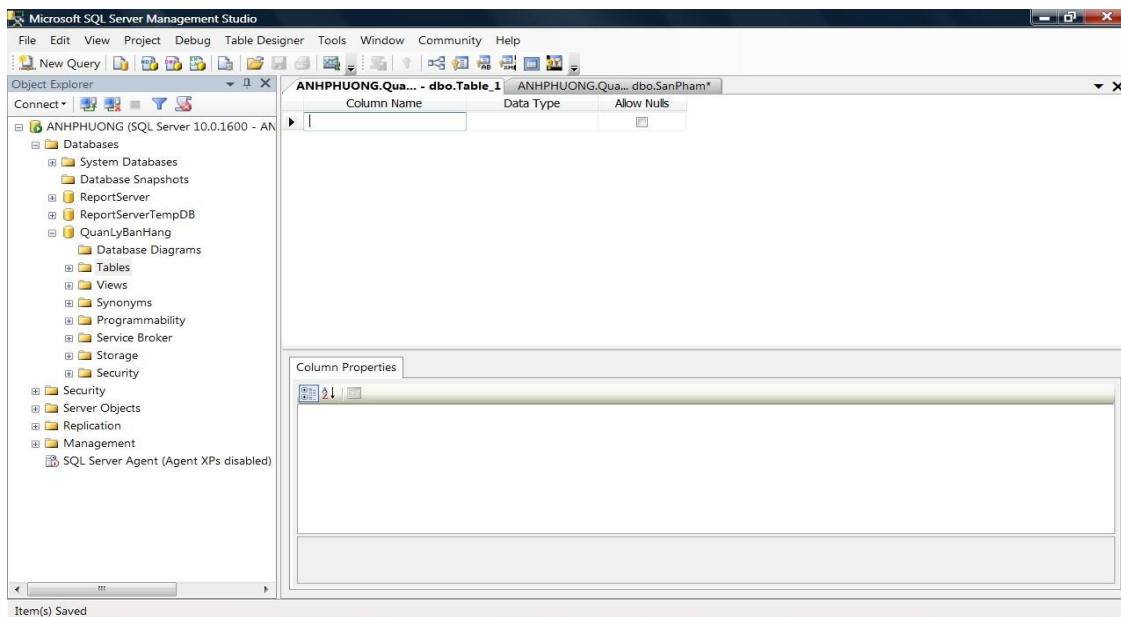 Microsoft SQL Server Management Studio
File Edit View Project Debug Table Designer Tools Window Community Help
New Query
Object Explorer
ANHPHUONG.Qua... - dbo.Table_1 ANHPHUONG.Qua... dbo.SanPham*
Connect
Column Name Data Type Allow Nulls
ANHPHUONG (SQL Server 10.0.1600 - AN
Databases
System Databases
Database Snapshots
ReportServer
ReportServerTempDB
QuanLyBanHang
Database Diagrams
Tables
Views
Synonyms
Programmability
Service Broker
Storage
Security
Security
Server Objects
Replication
Management
SQL Server Agent (Agent XPs disabled)
Column Properties
Item(s) Saved